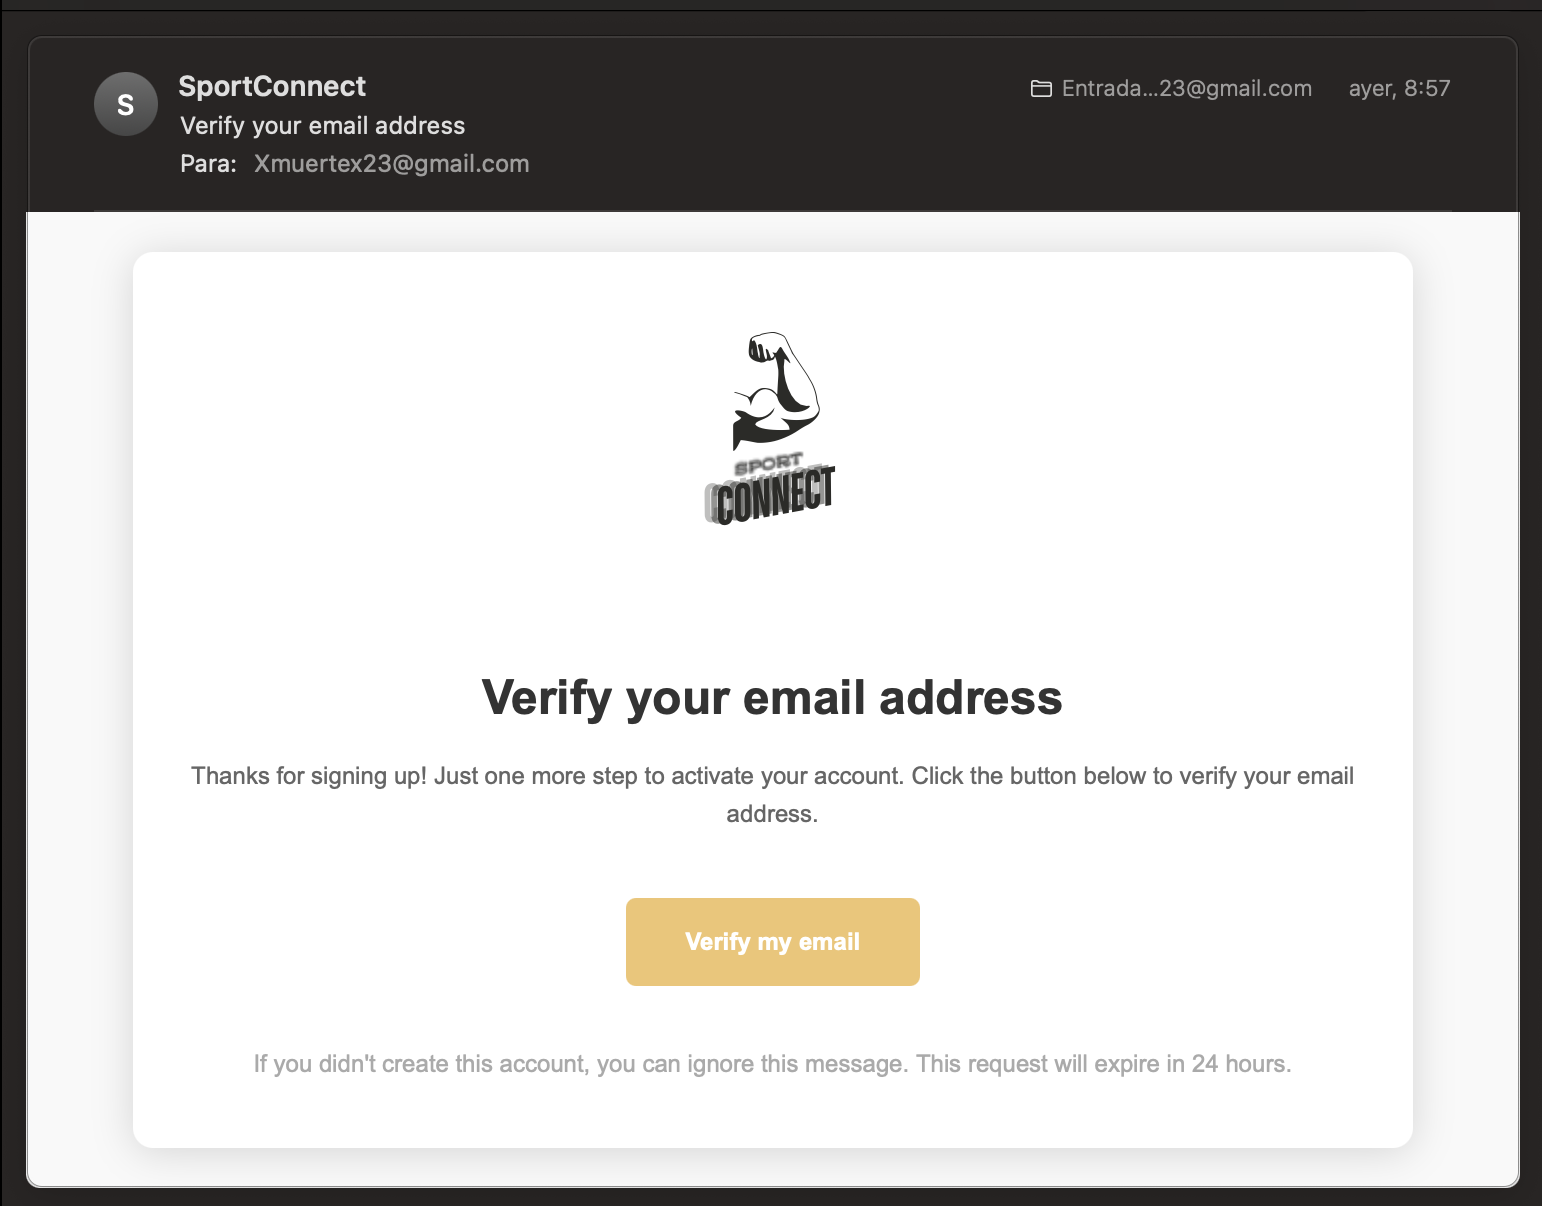 S
SportConnect
Entrada...23@gmail.com
ayer, 8:57
Verify your email address
Para: Xmuertex23@gmail.com
SPORT
CONNECT
Verify your email address
Thanks for signing up! Just one more step to activate your account. Click the button below to verify your email
address.
Verify my email
If you didn't create this account, you can ignore this message. This request will expire in 24 hours.